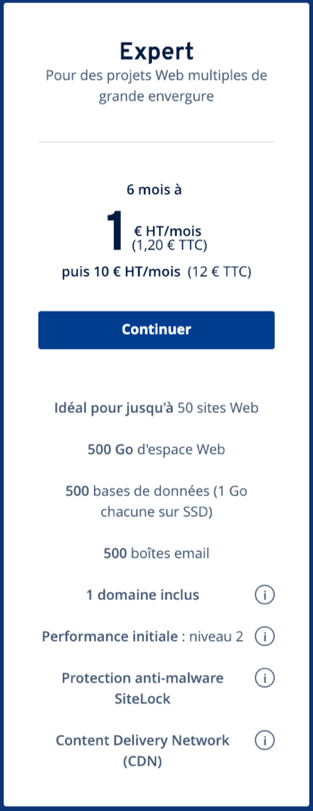 Expert
Pour des projets Web multiples de
grande envergure
6 mois à
1 € HT/mois
(1,20 € TTC)
puis 10 € HT/mois (12 € TTC)
Continuer
Idéal pour jusqu'à 50 sites Web
500 Go d'espace Web
500 bases de données (1 Go
chacune sur SSD)
500 boîtes email
1 domaine inclus
Performance initiale : niveau 2
Protection anti-malware
SiteLock
Content Delivery Network
(CDN)